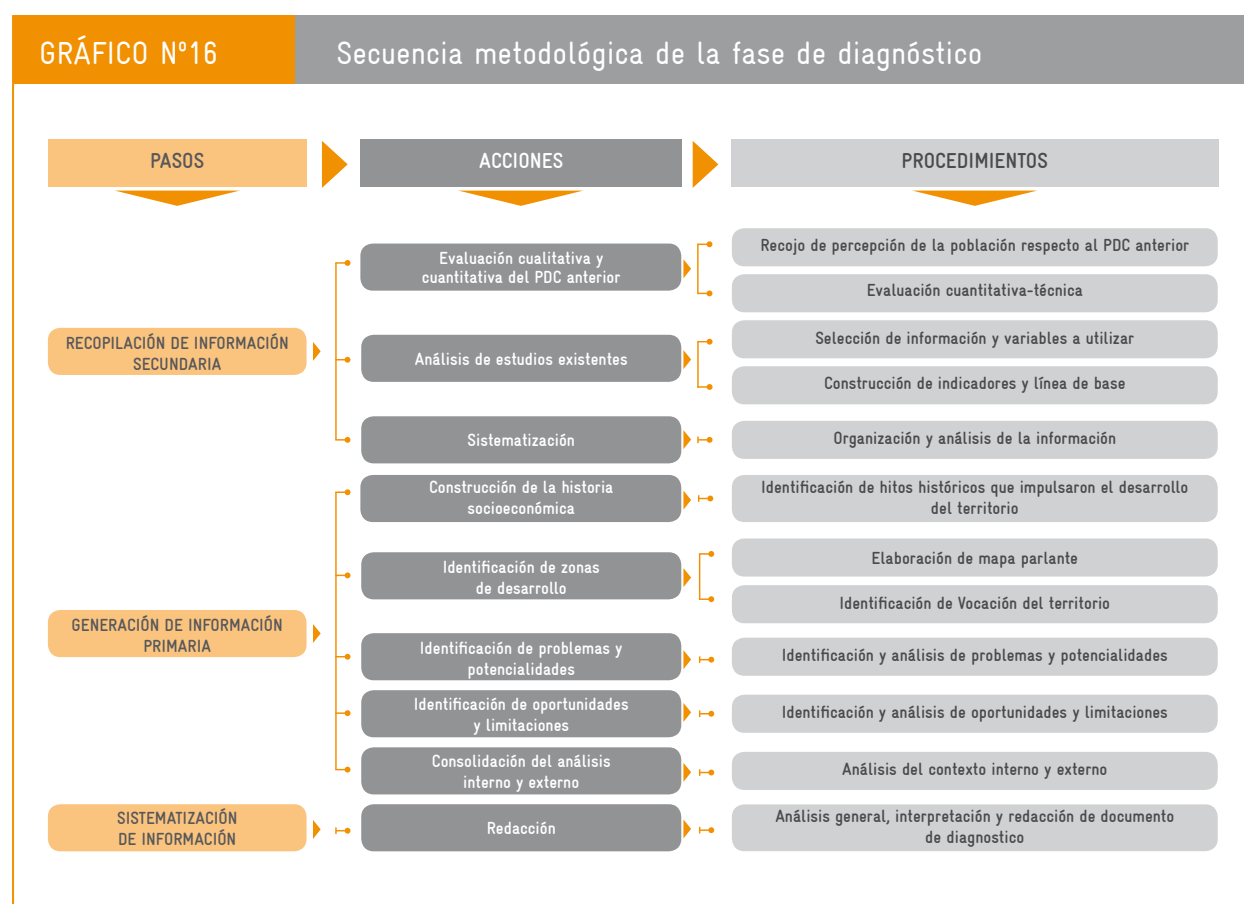 GRÁFICO Nº16
Secuencia metodológica de la fase de diagnóstico
PASOS
ACCIONES
PROCEDIMIENTOS
RECOPILACIÓN DE INFORMACIÓN
SECUNDARIA
Evaluación cualitativa y
cuantitativa del PDC anterior
Recojo de percepción de la población respecto al PDC anterior
Evaluación cuantitativa-técnica
Análisis de estudios existentes
Selección de información y variables a utilizar
Construcción de indicadores y línea de base
Sistematización
Organización y análisis de la información
GENERACIÓN DE INFORMACIÓN
PRIMARIA
Construcción de la historia
socioeconómica
Identificación de hitos históricos que impulsaron el desarrollo
del territorio
Identificación de zonas
de desarrollo
Elaboración de mapa parlante
Identificación de Vocación del territorio
Identificación de problemas y
potencialidades
Identificación y análisis de problemas y potencialidades
Identificación de oportunidades
y limitaciones
Identificación y análisis de oportunidades y limitaciones
Consolidación del análisis
interno y externo
Análisis del contexto interno y externo
SISTEMATIZACIÓN
DE INFORMACIÓN
Redacción
Análisis general, interpretación y redacción de documento
de diagnostico